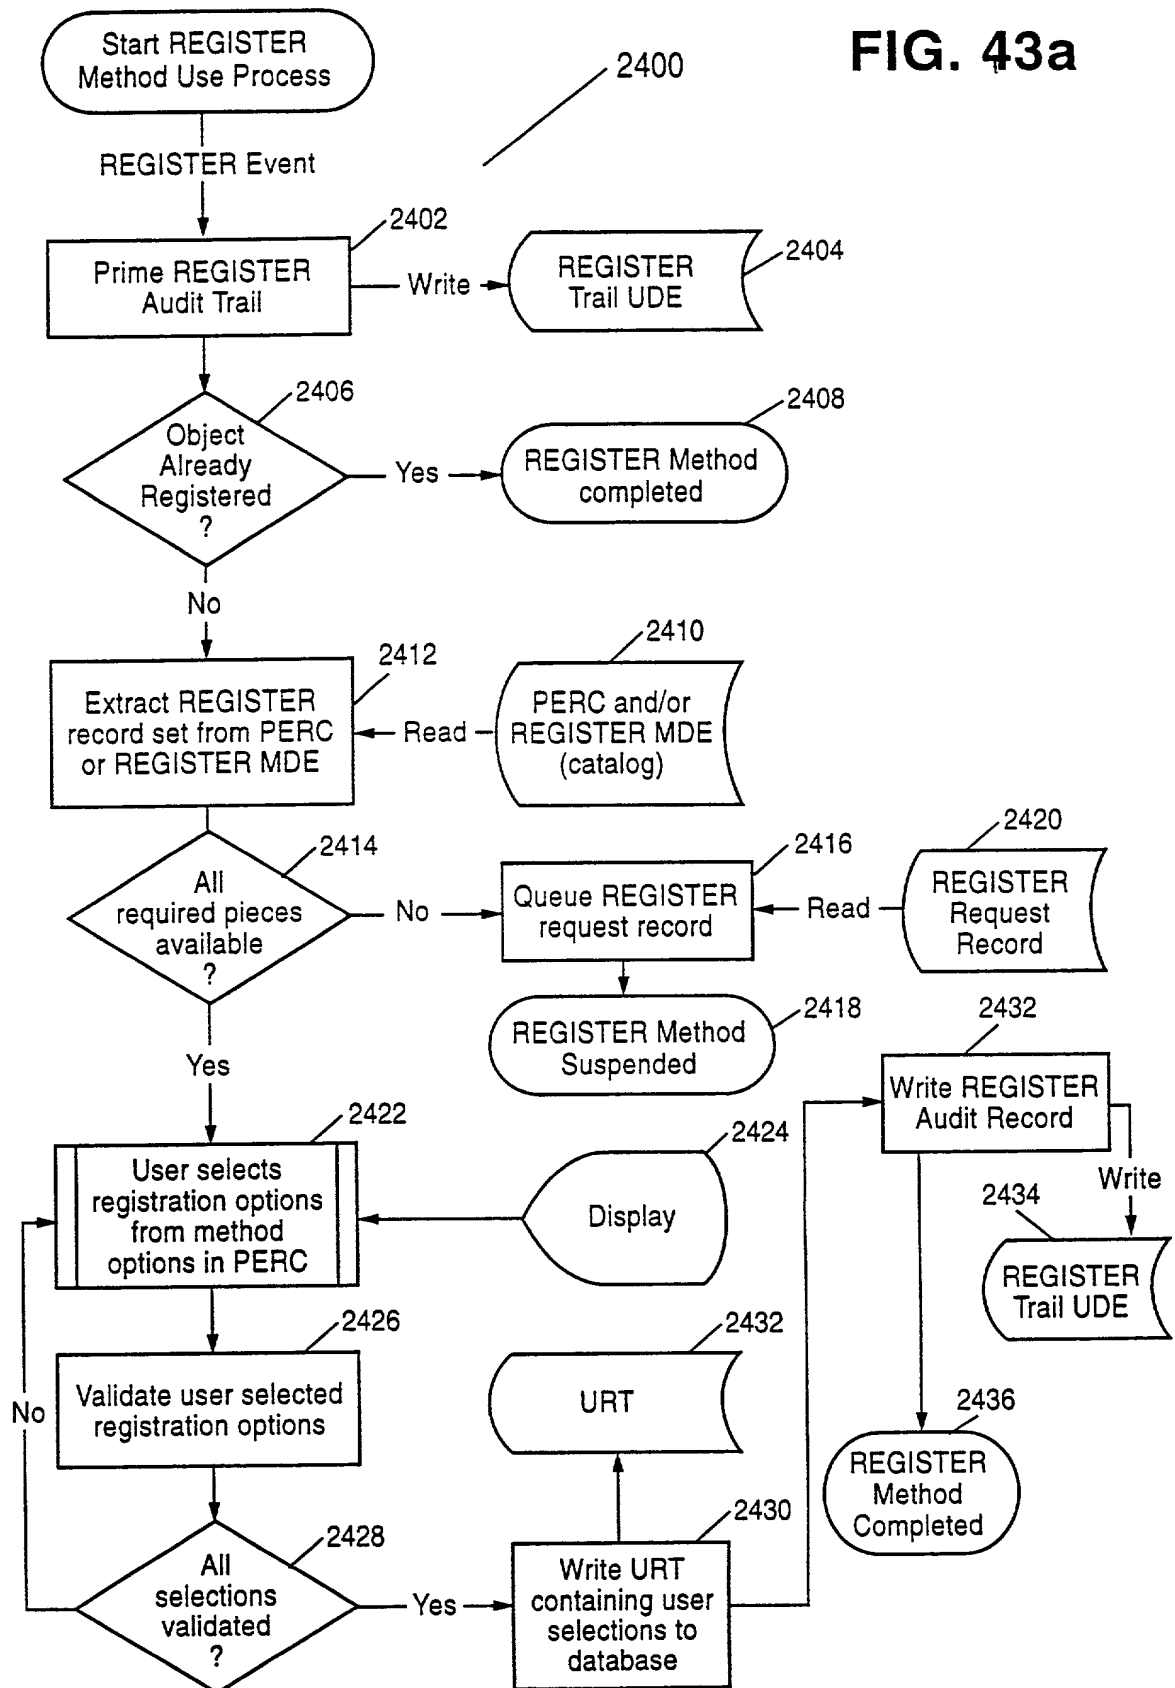 Start REGISTER
Method Use Process
FIG. 43a
2400
REGISTER Event
2402
Prime REGISTER
Audit Trail
Write
REGISTER
Trail UDE
2404
2406
Object
Already
Registered
?
Yes
2408
REGISTER Method
completed
No
2412
Extract REGISTER
record set from PERC
or REGISTER MDE
Read
2410
PERC and/or
REGISTER MDE
(catalog)
2414
All
required pieces
available
?
No
2416
Queue REGISTER
request record
Read
2420
REGISTER
Request
Record
REGISTER Method
Suspended
2418
Yes
2432
Write REGISTER
Audit Record
Write
2434
REGISTER
Trail UDE
2422
User selects
registration options
from method
options in PERC
2424
Display
2426
Validate user selected
registration options
No
2432
URT
2436
REGISTER
Method
Completed
2428
All
selections
validated
?
Yes
2430
Write URT
containing user
selections to
database